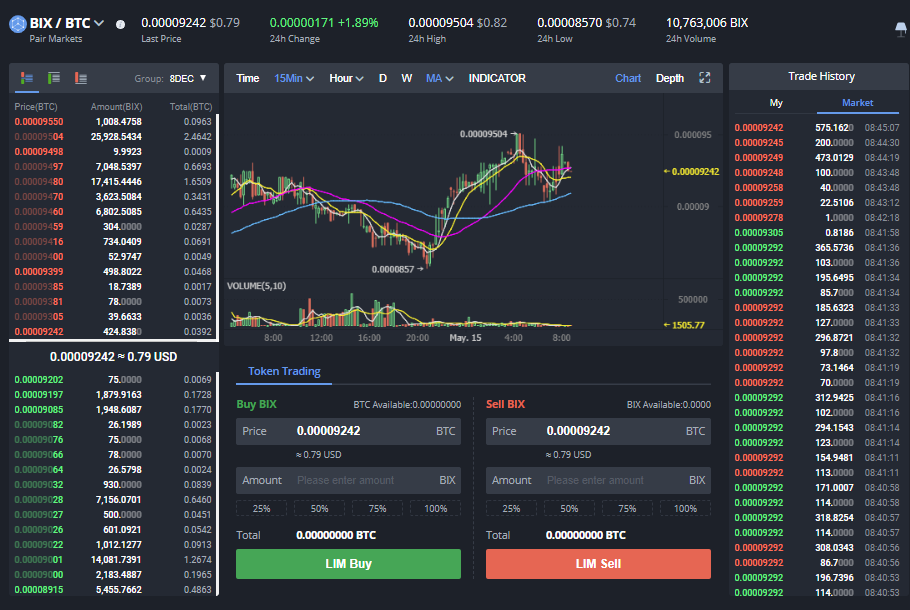 BIX / BTC
Pair Markets
0.00009242 $0.79
Last Price
0.00000171 +1.89%
24h Change
0.00009504 $0.82
24h High
0.00008570 $0.74
24h Low
10,763,006 BIX
24h Volume
Group: 8DEC ▼
Price(BTC) Amount(BIX) Total(BTC)
0.00009550 1,008.4758 0.0963
0.00009504 25,928.5434 2.4642
0.00009498 9.9923 0.0009
0.00009497 7,048.5397 0.6693
0.00009480 17,415.4446 1.6509
0.00009470 3,623.5084 0.3431
0.00009460 6,802.5085 0.6435
0.00009459 304.0000 0.0287
0.00009416 734.0409 0.0691
0.00009400 52.9747 0.0049
0.00009399 498.8022 0.0468
0.00009385 18.7389 0.0017
0.00009381 78.0000 0.0073
0.00009305 39.6633 0.0036
0.00009242 424.8380 0.0392
0.00009242 ≈ 0.79 USD
0.00009202 75.0000 0.0069
0.00009197 1,879.9163 0.1728
0.00009085 1,948.6087 0.1770
0.00009082 26.1989 0.0023
0.00009076 75.0000 0.0068
0.00009066 78.0000 0.0070
0.00009064 26.5798 0.0024
0.00009032 930.0000 0.0839
0.00009028 7,156.0701 0.6460
0.00009027 500.0000 0.0451
0.00009026 601.0921 0.0542
0.00009022 1,012.1277 0.0913
0.00009001 14,081.7391 1.2674
0.00009000 2,183.4887 0.1965
0.00008915 5,455.7662 0.4863
Time 15Min Hour D W MA INDICATOR Chart Depth
0.00009504
0.000095
0.00009242
0.00009
0.0000857
VOLUME(5,10)
500000
1505.77
8:00 12:00 16:00 20:00 May. 15 4:00 8:00
Token Trading
Buy BIX BTC Available:0.00000000
Price 0.00009242 BTC
≈ 0.79 USD
Amount Please enter amount BIX
25% 50% 75% 100%
Total 0.00000000 BTC
LIM Buy
Sell BIX BIX Available:0.0000
Price 0.00009242 BTC
≈ 0.79 USD
Amount Please enter amount BIX
25% 50% 75% 100%
Total 0.00000000 BTC
LIM Sell
Trade History
My Market
0.00009242 575.1620 08:45:07
0.00009245 200.0000 08:44:30
0.00009249 473.0129 08:44:19
0.00009248 100.0000 08:43:48
0.00009258 40.0000 08:43:48
0.00009259 22.5106 08:43:12
0.00009278 1.0000 08:42:18
0.00009305 0.8186 08:41:58
0.00009292 365.5736 08:41:36
0.00009292 103.0000 08:41:36
0.00009292 195.6495 08:41:34
0.00009292 85.7000 08:41:34
0.00009292 185.6323 08:41:33
0.00009292 127.0000 08:41:33
0.00009292 296.8721 08:41:32
0.00009292 97.8000 08:41:32
0.00009292 73.1464 08:41:19
0.00009292 70.0000 08:41:19
0.00009292 312.9425 08:41:16
0.00009292 102.0000 08:41:16
0.00009292 294.1543 08:41:14
0.00009292 123.0000 08:41:14
0.00009292 154.9481 08:41:11
0.00009292 113.0000 08:41:11
0.00009292 171.0007 08:40:58
0.00009292 114.0000 08:40:58
0.00009292 318.8254 08:40:57
0.00009292 114.0000 08:40:57
0.00009292 308.0343 08:40:56
0.00009292 86.7000 08:40:56
0.00009292 196.7396 08:40:53
0.00009292 114.0000 08:40:53